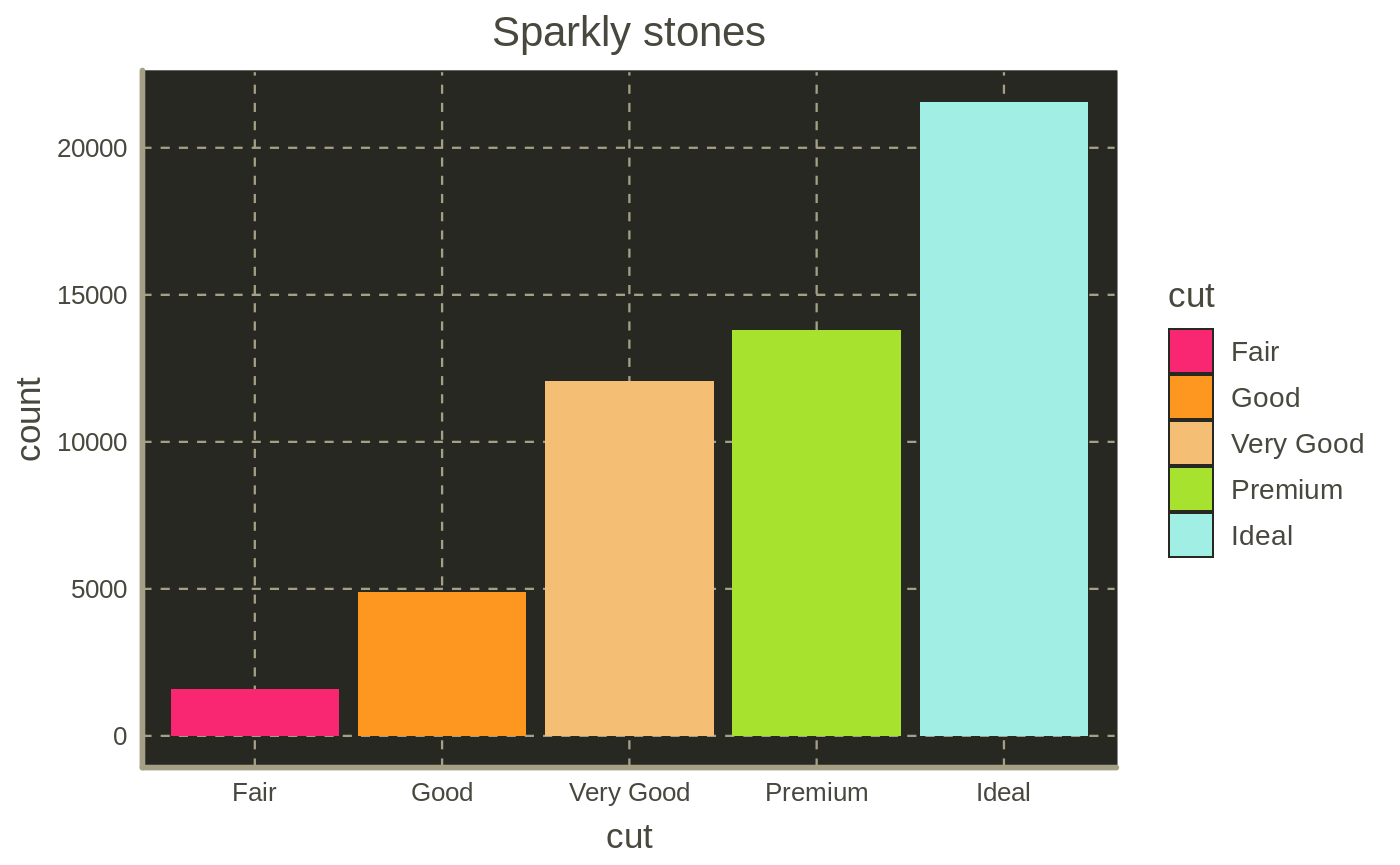 Sparkly stones
20000
15000
10000
5000
0
count
Fair
Good
Very Good
Premium
Ideal
cut
cut
Fair
Good
Very Good
Premium
Ideal